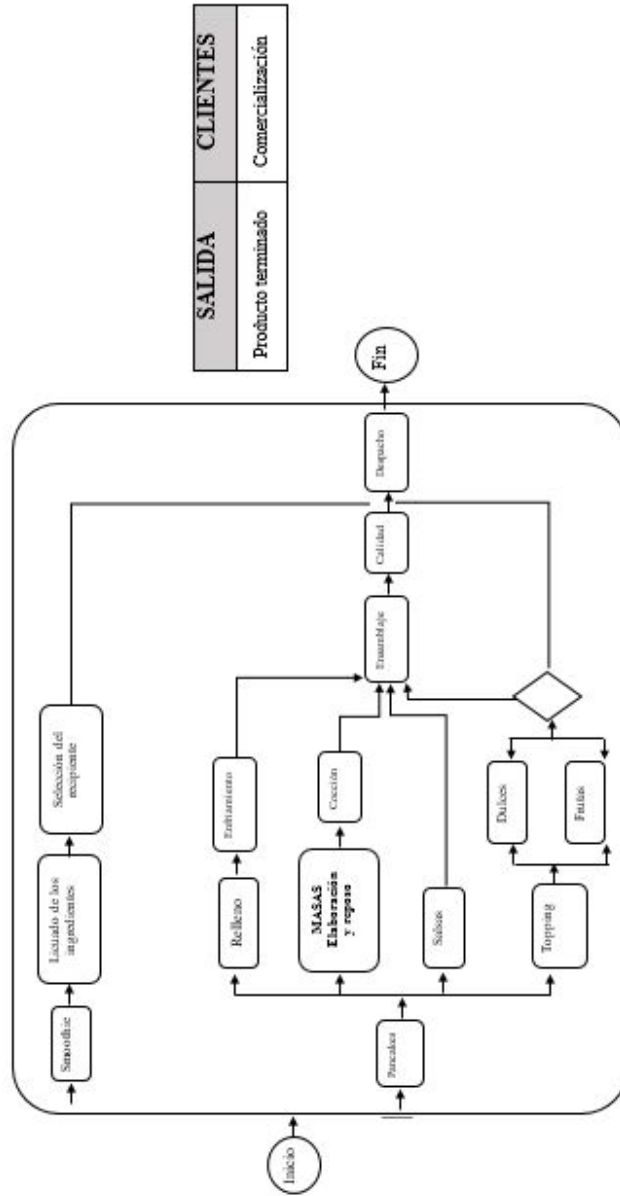 Inicio
Smoothie
Licuado de los
ingredientes
Selección del
recipiente
Pancakes
Relleno
Enfriamiento
MASAS
Elaboración
y reposo
Cocción
Salsas
Topping
Dulces
Frutas
Ensamblaje
Calidad
Despacho
Fin
SALIDA
CLIENTES
Producto terminado
Comercialización